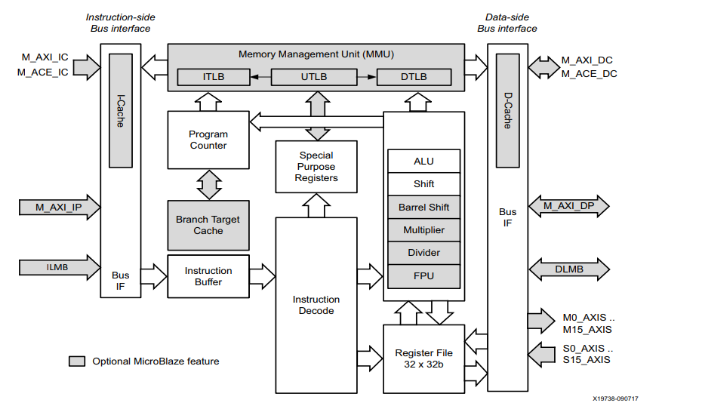 Instruction-side
Bus interface
Data-side
Bus interface
Memory Management Unit (MMU)
ITLB
UTLB
DTLB
M_AXI_IC
M_ACE_IC
I-Cache
M_AXI_DC
M_ACE_DC
D-Cache
Program
Counter
Special
Purpose
Registers
ALU
Shift
Barrel Shift
Multiplier
Divider
FPU
M_AXI_IP
Branch Target
Cache
Bus
IF
M_AXI_DP
ILMB
Bus
IF
Instruction
Buffer
Instruction
Decode
DLMB
Register File
32 x 32b
M0_AXIS ..
M15_AXIS
S0_AXIS ..
S15_AXIS
Optional MicroBlaze feature
X19738-090717